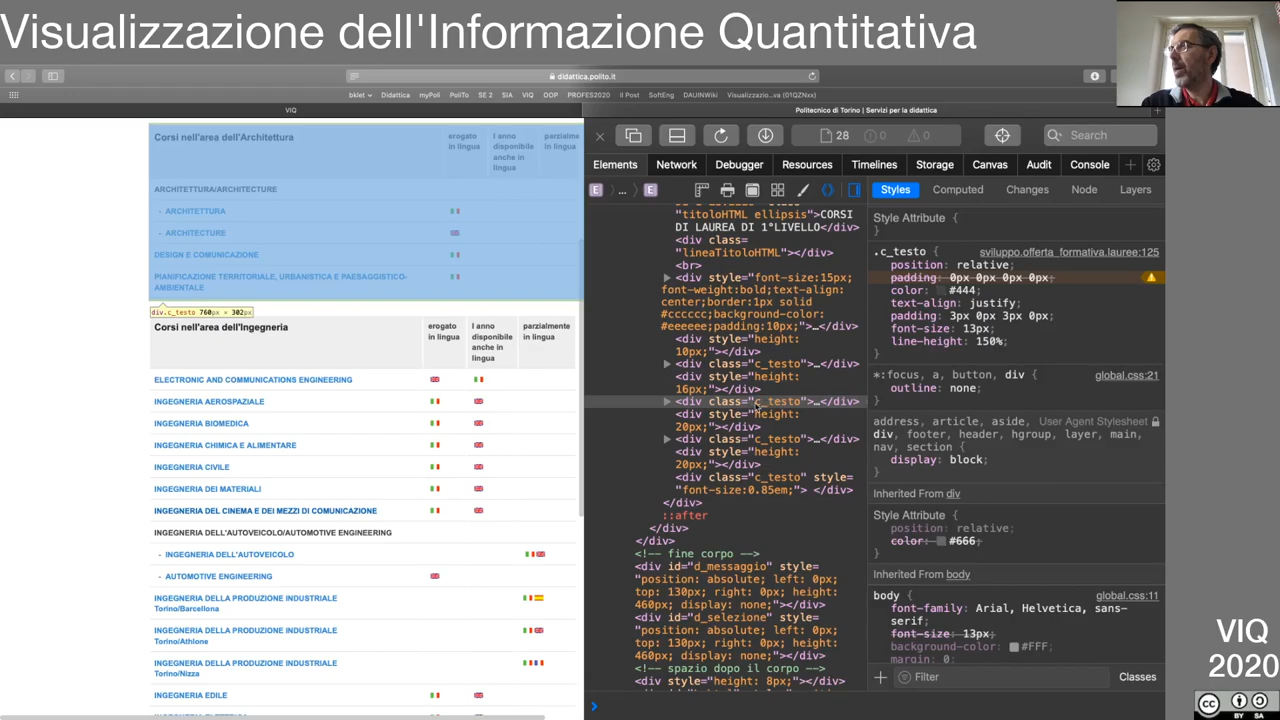 Visualizzazione dell'Informazione Quantitativa
didattica.polito.it
bklet Didattica myPoli PoliTo SE 2 SIA VIQ OOP PROFES2020 il Post SoftEng DAUINWiki Visualizzazio...va (01QZNxx)
VIQ
Politecnico di Torino | Servizi per la didattica
Corsi nell'area dell'Architettura
erogato in lingua
I anno disponibile anche in lingua
parzialme in lingua
ARCHITETTURA/ARCHITECTURE
- ARCHITETTURA
- ARCHITECTURE
DESIGN E COMUNICAZIONE
PIANIFICAZIONE TERRITORIALE, URBANISTICA E PAESAGGISTICO-
AMBIENTALE
div.c_testo 760px × 302px
Corsi nell'area dell'Ingegneria
erogato in lingua
I anno disponibile anche in lingua
parzialmente in lingua
ELECTRONIC AND COMMUNICATIONS ENGINEERING
INGEGNERIA AEROSPAZIALE
INGEGNERIA BIOMEDICA
INGEGNERIA CHIMICA E ALIMENTARE
INGEGNERIA CIVILE
INGEGNERIA DEI MATERIALI
INGEGNERIA DEL CINEMA E DEI MEZZI DI COMUNICAZIONE
INGEGNERIA DELL'AUTOVEICOLO/AUTOMOTIVE ENGINEERING
- INGEGNERIA DELL'AUTOVEICOLO
- AUTOMOTIVE ENGINEERING
INGEGNERIA DELLA PRODUZIONE INDUSTRIALE
Torino/Barcellona
INGEGNERIA DELLA PRODUZIONE INDUSTRIALE
Torino/Athlone
INGEGNERIA DELLA PRODUZIONE INDUSTRIALE
Torino/Nizza
INGEGNERIA EDILE
28 0 0 Search
Elements Network Debugger Resources Timelines Storage Canvas Audit Console
E ... E
Styles Computed Changes Node Layers
"titoloHTML ellipsis">CORSI
DI LAUREA DI 1°LIVELLO</div>
<div class=
"lineaTitoloHTML"></div>
<br>
<div style="font-size:15px;
font-weight:bold;text-align:
center;border:1px solid
#cccccc;background-color:
#eeeeee;padding:10px">…</div>
<div style="height:
10px"></div>
<div class="c_testo">…</div>
<div style="height:
16px"></div>
<div class="c_testo">…</div>
<div style="height:
20px;"></div>
<div class="c_testo">…</div>
<div style="height:
20px"></div>
<div class="c_testo" style=
"font-size:0.85em;"> </div>
</div>
::after
</div>
</div>
<!-- fine corpo -->
<div id="d_messaggio" style=
"position: absolute; left: 0px;
top: 130px; right: 0px; height:
460px; display: none;"></div>
<div id="d_selezione" style=
"position: absolute; left: 0px;
top: 130px; right: 0px; height:
460px; display: none;"></div>
<!-- spazio dopo il corpo -->
<div style="height: 8px"></div>
Style Attribute {
}
.c_testo { sviluppo.offerta_formativa.lauree:125
position: relative;
padding: 0px 0px 0px 0px;
color: #444;
text-align: justify;
padding: 3px 0px 3px 0px;
font-size: 13px;
line-height: 150%;
}
*:focus, a, button, div { global.css:21
outline: none;
}
address, article, aside, User Agent Stylesheet
div, footer, header, hgroup, layer, main,
nav, section {
display: block;
}
Inherited From div
Style Attribute {
position: relative;
color: #666;
}
Inherited From body
body { global.css:11
font-family: Arial, Helvetica, sans-
serif;
font-size: 13px;
background-color: #FFF;
margin: 0;
Filter Classes
VIQ
2020
cc BY SA